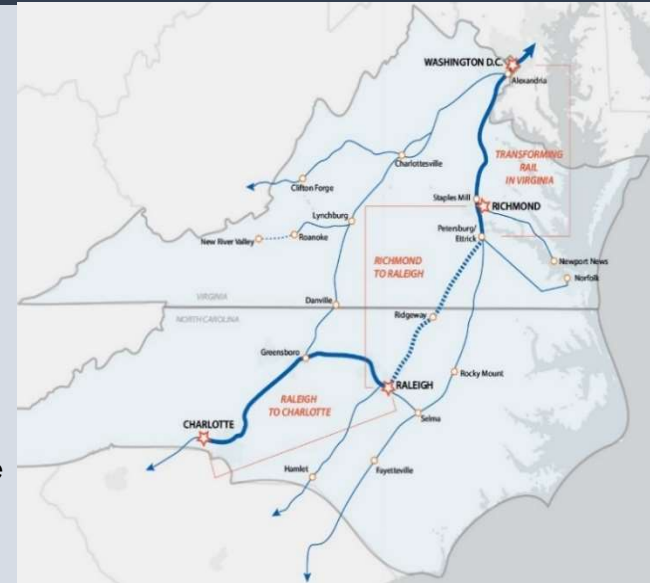 WASHINGTON D.C.
Alexandria
TRANSFORMING
RAIL
IN VIRGINIA
Charlottesville
Clifton Forge
Staples Mill
RICHMOND
Lynchburg
Petersburg/
Ettrick
New River Valley
Roanoke
Newport News
Norfolk
RICHMOND
TO RALEIGH
VIRGINIA
Danville
NORTH CAROLINA
Ridgeway
Greensboro
Rocky Mount
RALEIGH
RALEIGH
TO CHARLOTTE
Selma
CHARLOTTE
Hamlet
Fayetteville
e